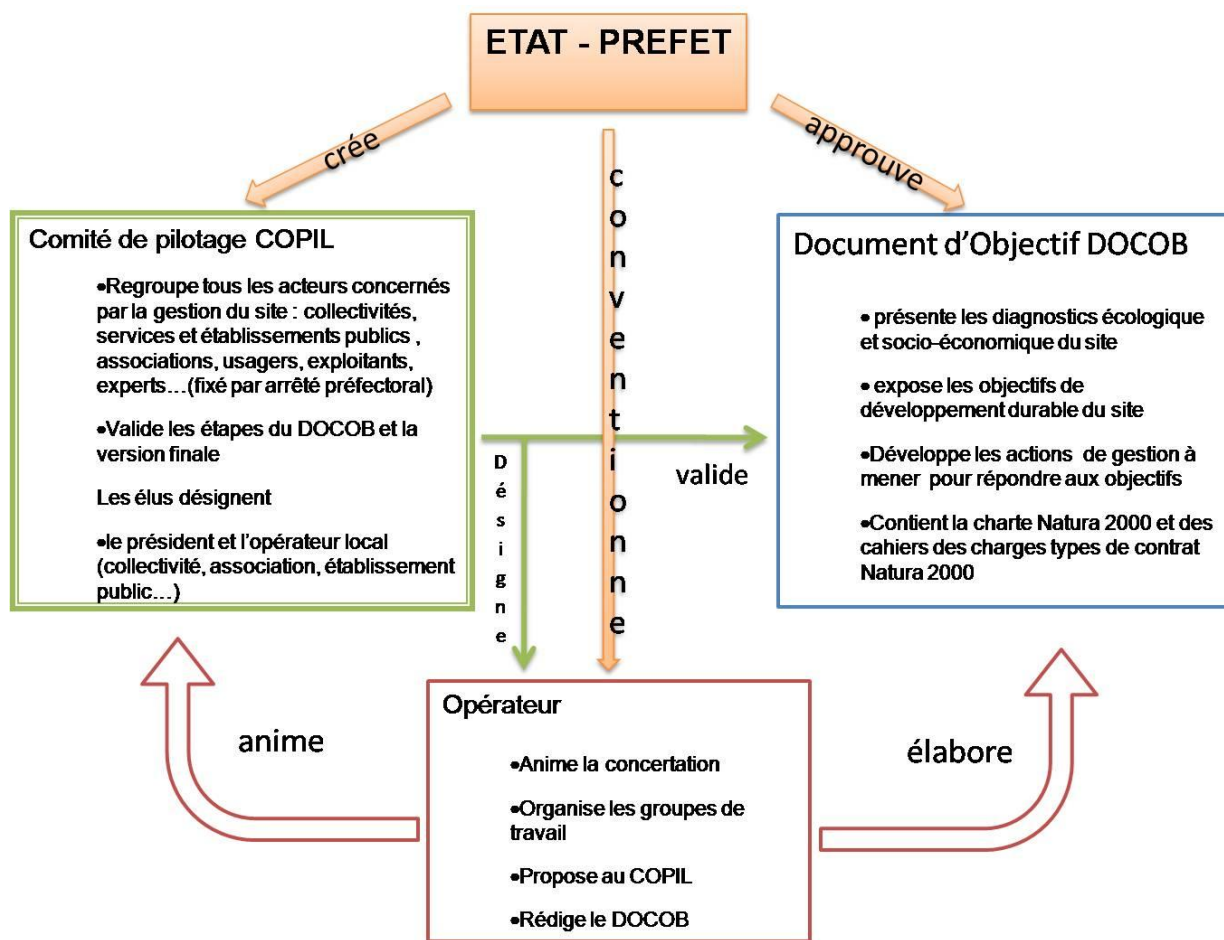 ETAT - PREFET
crée
conventionne
approuve
Comité de pilotage COPIL
•Regroupe tous les acteurs concernés
par la gestion du site : collectivités,
services et établissements publics ,
associations, usagers, exploitants,
experts…(fixé par arrêté préfectoral)
•Valide les étapes du DOCOB et la
version finale
Les élus désignent
•le président et l'opérateur local
(collectivité, association, établissement
public…)
Désigne
valide
Document d'Objectif DOCOB
• présente les diagnostics écologique
et socio-économique du site
• expose les objectifs de
développement durable du site
•Développe les actions de gestion à
mener pour répondre aux objectifs
•Contient la charte Natura 2000 et des
cahiers des charges types de contrat
Natura 2000
anime
Opérateur
•Anime la concertation
•Organise les groupes de
travail
•Propose au COPIL
•Rédige le DOCOB
élabore